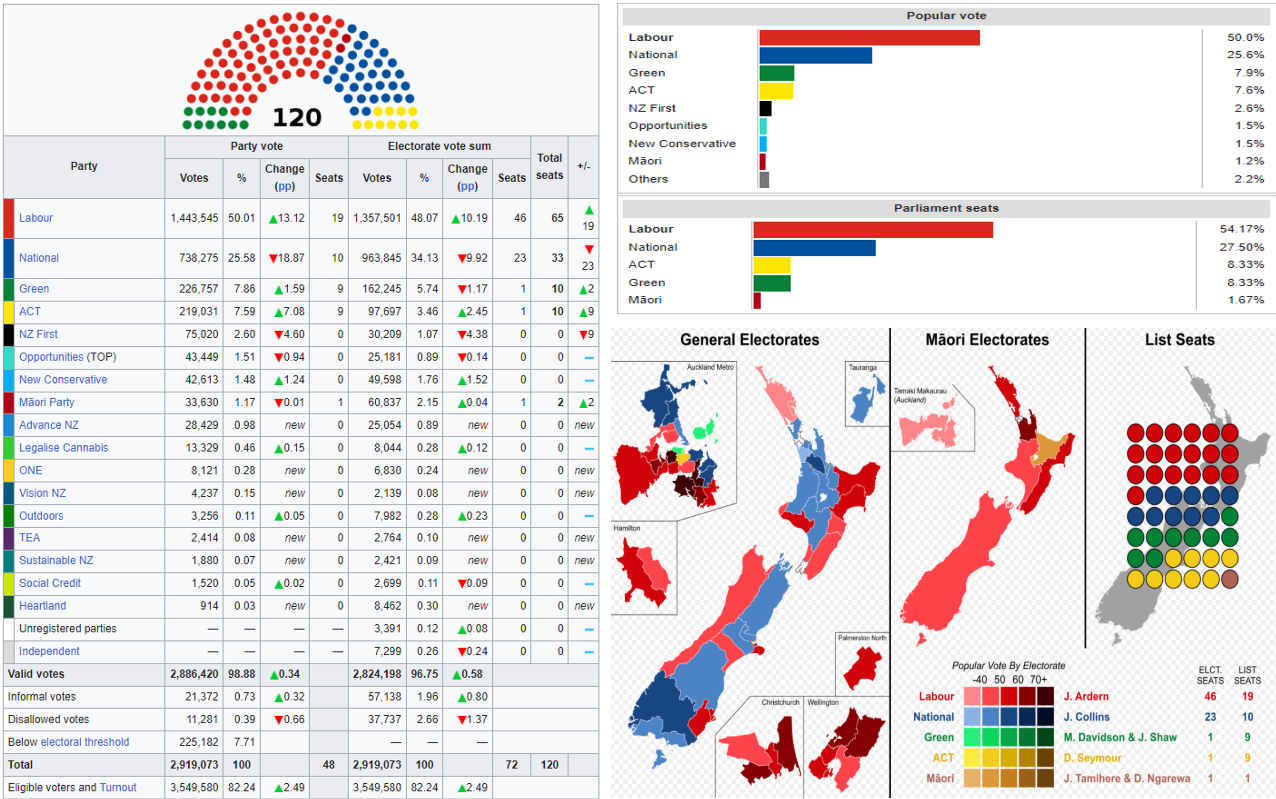 120
Party
Party vote
Electorate vote sum
Total seats
+/-
Votes % Change (pp) Seats Votes % Change (pp) Seats
Labour 1,443,545 50.01 ▲13.12 19 1,357,501 48.07 ▲10.19 46 65 ▲19
National 738,275 25.58 ▼18.87 10 963,845 34.13 ▼9.92 23 33 ▼23
Green 226,757 7.86 ▲1.59 9 162,245 5.74 ▼1.17 1 10 ▲2
ACT 219,031 7.59 ▲7.08 9 97,697 3.46 ▲2.45 1 10 ▲9
NZ First 75,020 2.60 ▼4.60 0 30,209 1.07 ▼4.38 0 0 ▼9
Opportunities (TOP) 43,449 1.51 ▼0.94 0 25,181 0.89 ▼0.14 0 0 –
New Conservative 42,613 1.48 ▲1.24 0 49,598 1.76 ▲1.52 0 0 –
Māori Party 33,630 1.17 ▼0.01 1 60,837 2.15 ▲0.04 1 2 ▲2
Advance NZ 28,429 0.98 new 0 25,054 0.89 new 0 0 new
Legalise Cannabis 13,329 0.46 ▲0.15 0 8,044 0.28 ▲0.12 0 0 –
ONE 8,121 0.28 new 0 6,830 0.24 new 0 0 new
Vision NZ 4,237 0.15 new 0 2,139 0.08 new 0 0 new
Outdoors 3,256 0.11 ▲0.05 0 7,982 0.28 ▲0.23 0 0 –
TEA 2,414 0.08 new 0 2,764 0.10 new 0 0 new
Sustainable NZ 1,880 0.07 new 0 2,421 0.09 new 0 0 new
Social Credit 1,520 0.05 ▲0.02 0 2,699 0.11 ▼0.09 0 0 –
Heartland 914 0.03 new 0 8,462 0.30 new 0 0 new
Unregistered parties — — — — 3,391 0.12 ▲0.08 0 0 –
Independent — — — — 7,299 0.26 ▼0.24 0 0 –
Valid votes 2,886,420 98.88 ▲0.34 2,824,198 96.75 ▲0.58
Informal votes 21,372 0.73 ▲0.32 57,138 1.96 ▲0.80
Disallowed votes 11,281 0.39 ▼0.66 37,737 2.66 ▼1.37
Below electoral threshold 225,182 7.71 — —
Total 2,919,073 100 48 2,919,073 100 72 120
Eligible voters and Turnout 3,549,580 82.24 ▲2.49 3,549,580 82.24 ▲2.49
Popular vote
Labour 50.0%
National 25.6%
Green 7.9%
ACT 7.6%
NZ First 2.6%
Opportunities 1.5%
New Conservative 1.5%
Māori 1.2%
Others 2.2%
Parliament seats
Labour 54.17%
National 27.50%
ACT 8.33%
Green 8.33%
Māori 1.67%
General Electorates
Auckland Metro
Tauranga
Hamilton
Palmerston North
Christchurch
Wellington
Māori Electorates
Tamaki Makaurau
(Auckland)
List Seats
Popular Vote By Electorate
-40 50 60 70+
ELCT. SEATS
LIST SEATS
Labour J. Ardern 46 19
National J. Collins 23 10
Green M. Davidson & J. Shaw 1 9
ACT D. Seymour 1 9
Māori J. Tamihere & D. Ngarewa 1 1